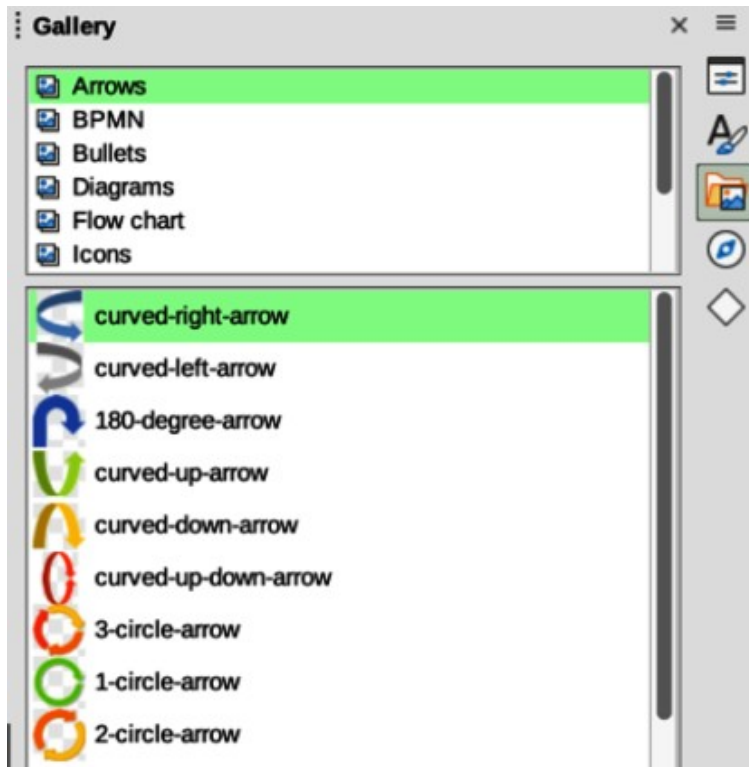 Gallery
Arrows
BPMN
Bullets
Diagrams
Flow chart
Icons
curved-right-arrow
curved-left-arrow
180-degree-arrow
curved-up-arrow
curved-down-arrow
curved-up-down-arrow
3-circle-arrow
1-circle-arrow
2-circle-arrow